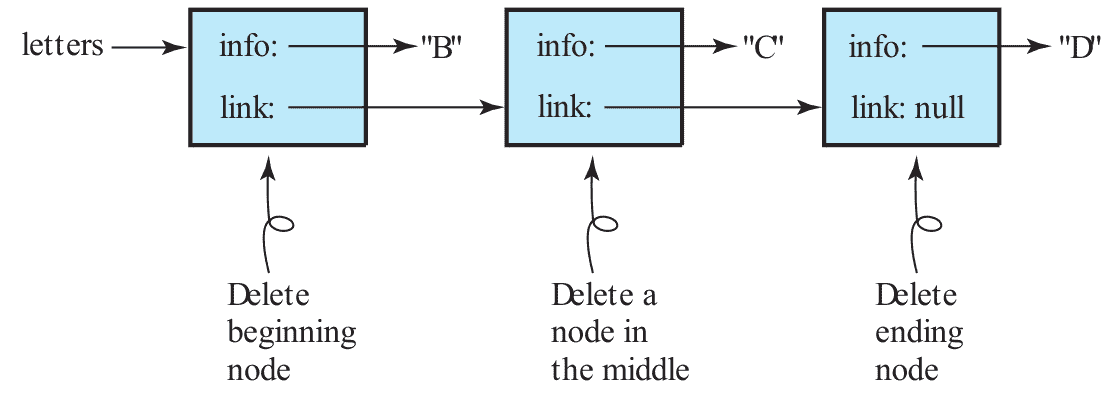 letters
info:
"B"
info:
"C"
info:
"D"
link:
link:
link: null
Delete
beginning
node
Delete a
node in
the middle
Delete
ending
node